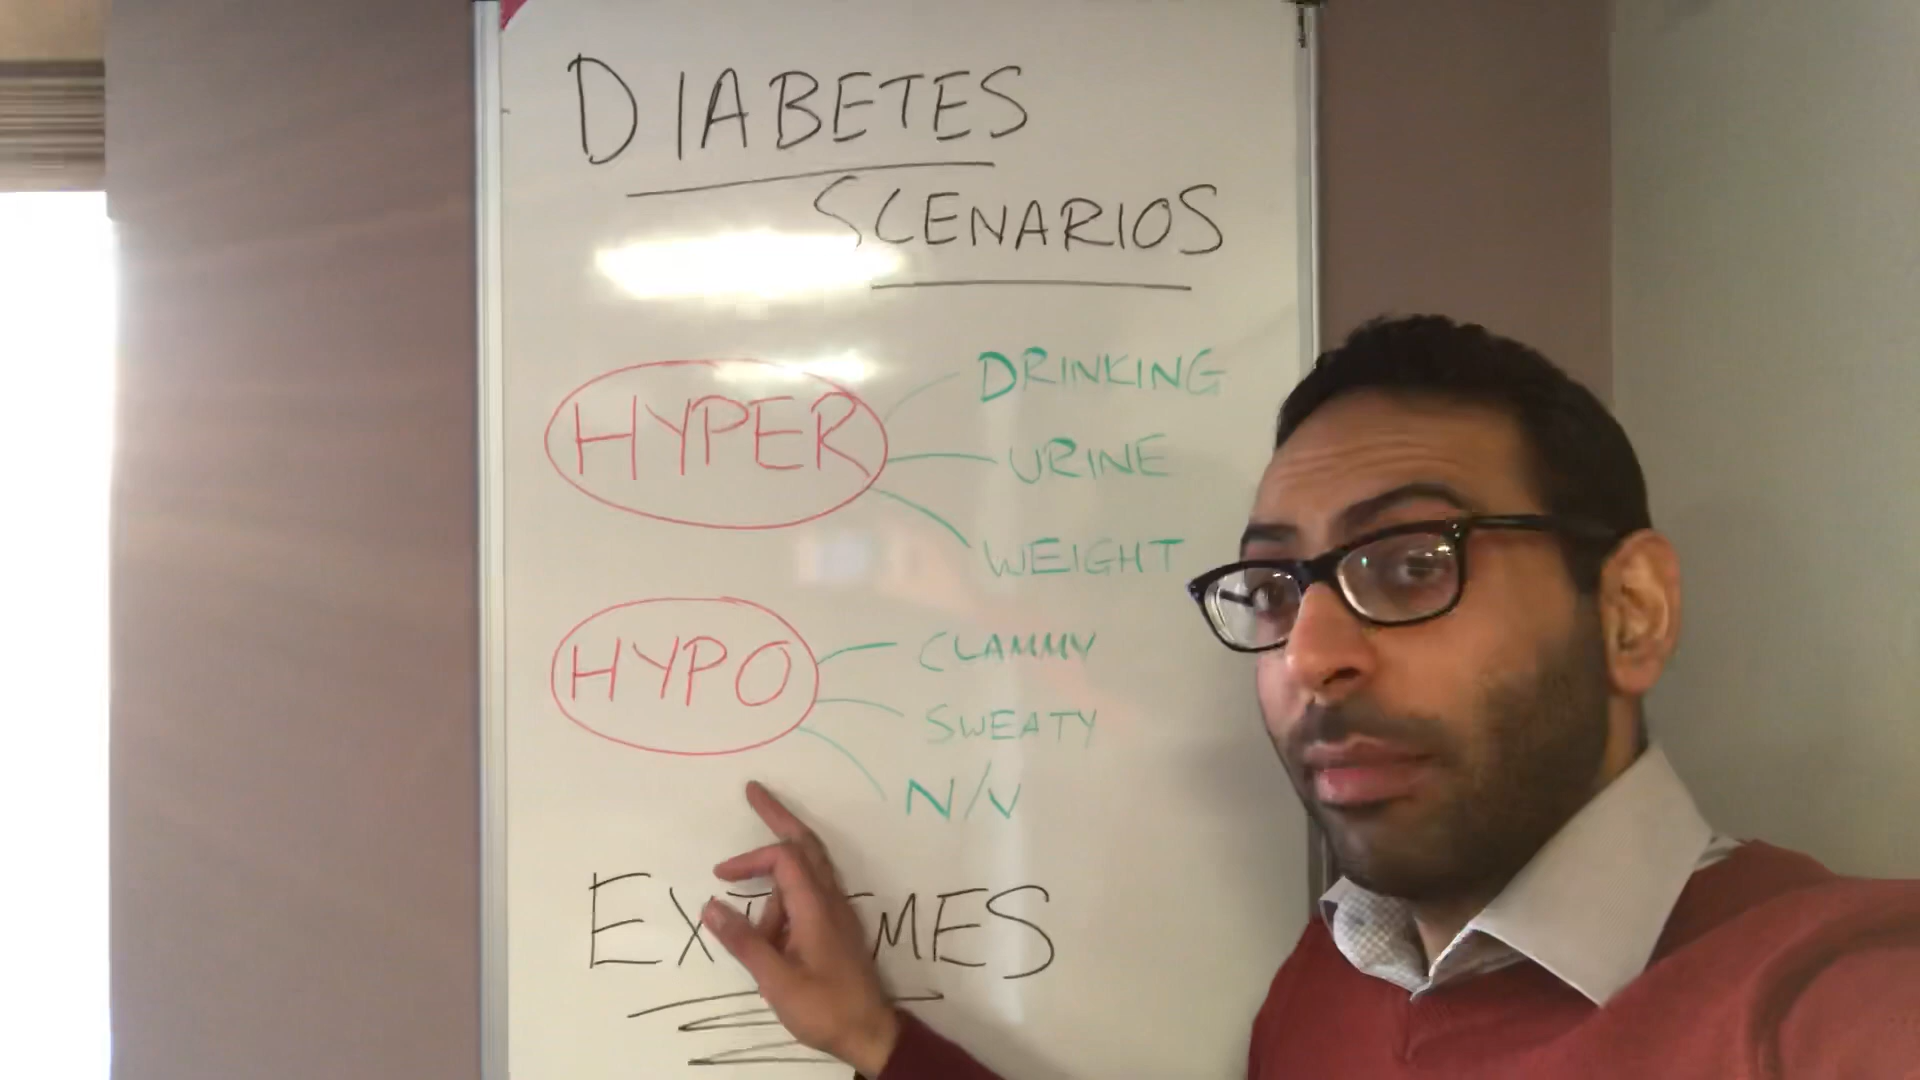 DIABETES
SCENARIOS
HYPER
DRINKING
URINE
WEIGHT
HYPO
CLAMMY
SWEATY
N/V